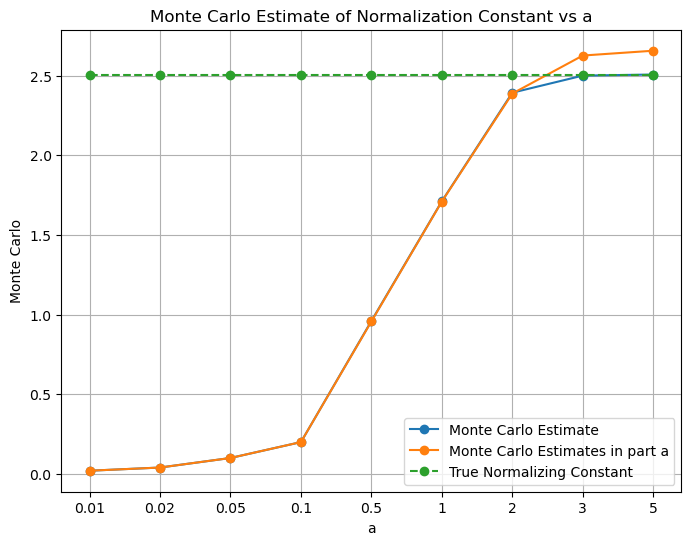 Monte Carlo Estimate of Normalization Constant vs a
Monte Carlo
2.5
2.0
1.5
1.0
0.5
0.0
0.01 0.02 0.05 0.1 0.5 1 2 3 5
a
Monte Carlo Estimate
Monte Carlo Estimates in part a
True Normalizing Constant